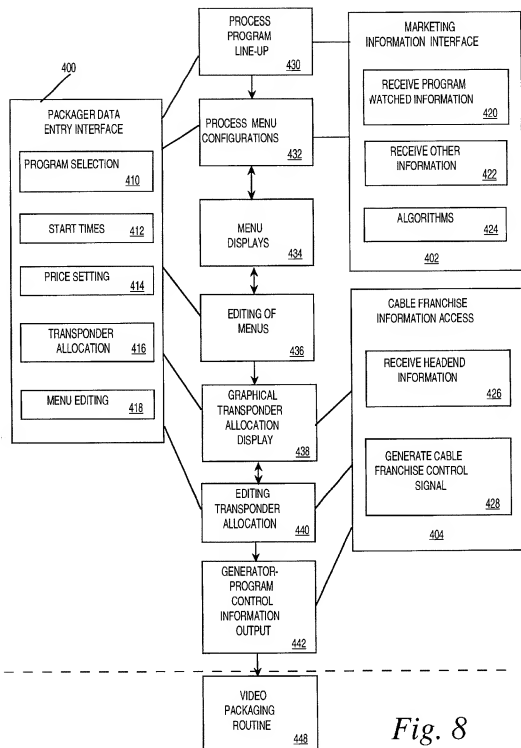 400
PACKAGER DATA
ENTRY INTERFACE
PROGRAM SELECTION
410
START TIMES 412
PRICE SETTING
414
TRANSPONDER
ALLOCATION 416
MENU EDITING 418
PROCESS
PROGRAM
LINE-UP
430
PROCESS MENU
CONFIGURATIONS
432
MENU
DISPLAYS
434
EDITING OF
MENUS
436
GRAPHICAL
TRANSPONDER
ALLOCATION
DISPLAY
438
EDITING
TRANSPONDER
ALLOCATION
440
GENERATOR-
PROGRAM
CONTROL
INFORMATION
OUTPUT
442
VIDEO
PACKAGING
ROUTINE
448
MARKETING
INFORMATION INTERFACE
RECEIVE PROGRAM
WATCHED INFORMATION
420
RECEIVE OTHER
INFORMATION
422
ALGORITHMS
424
402
CABLE FRANCHISE
INFORMATION ACCESS
RECEIVE HEADEND
INFORMATION
426
GENERATE CABLE
FRANCHISE CONTROL
SIGNAL
428
404
Fig. 8